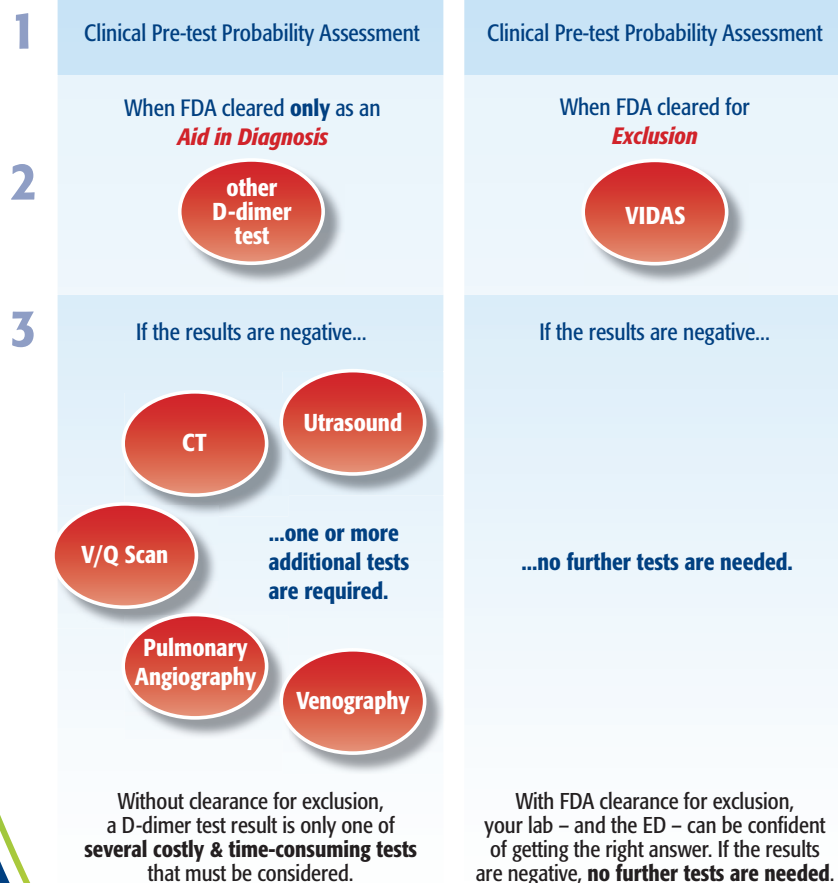 1
Clinical Pre-test Probability Assessment
Clinical Pre-test Probability Assessment
2
When FDA cleared only as an
Aid in Diagnosis
other
D-dimer
test
When FDA cleared for
Exclusion
VIDAS
3
If the results are negative...
CT
Utrasound
V/Q Scan
...one or more
additional tests
are required.
Pulmonary
Angiography
Venography
Without clearance for exclusion,
a D-dimer test result is only one of
several costly & time-consuming tests
that must be considered.
If the results are negative...
...no further tests are needed.
With FDA clearance for exclusion,
your lab – and the ED – can be confident
of getting the right answer. If the results
are negative, no further tests are needed.